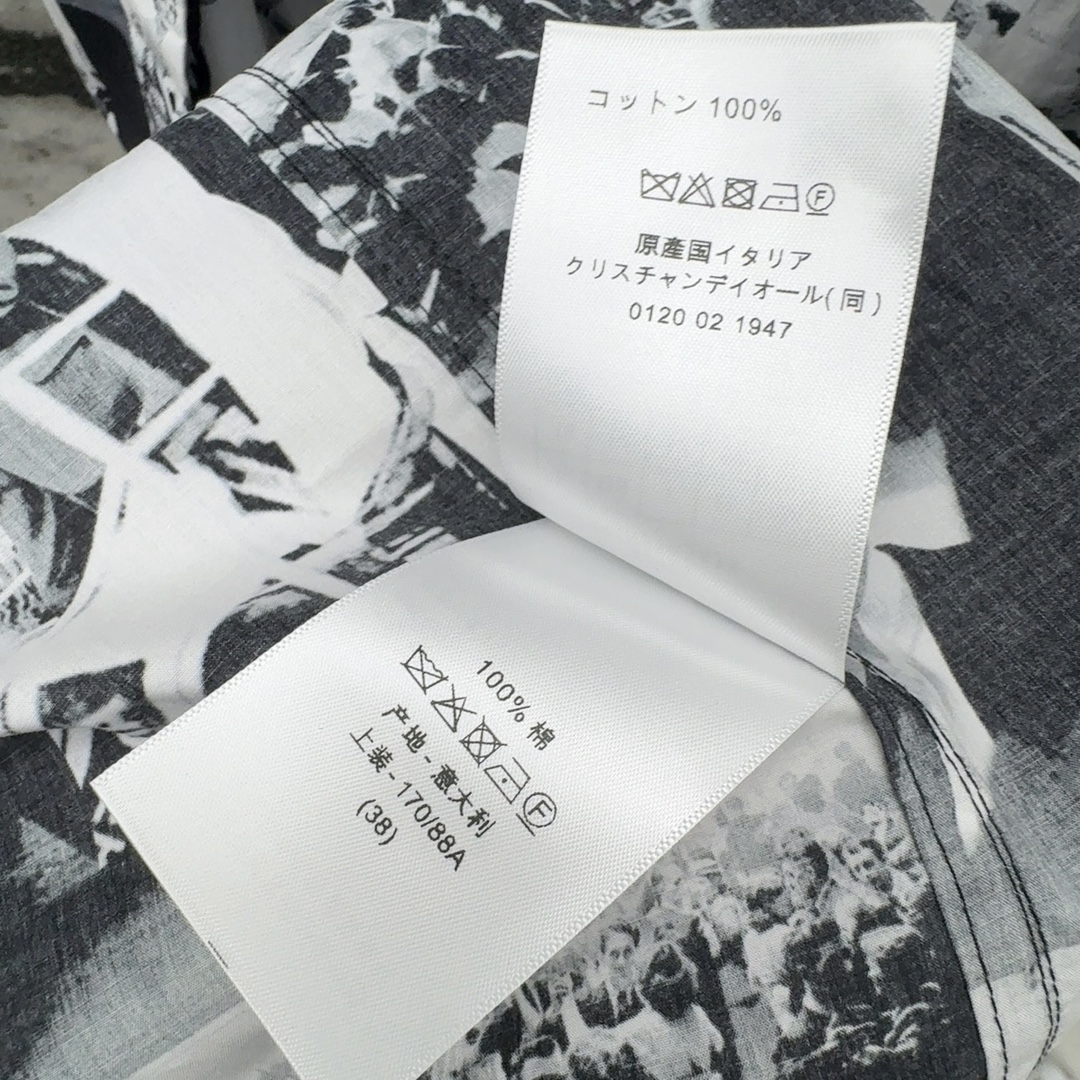 コットン 100%
F
原産国イタリア
クリスチャンデイオール(同)
0120 02 1947
100% 棉
F
产地-意大利
上装-170/88A
(38)